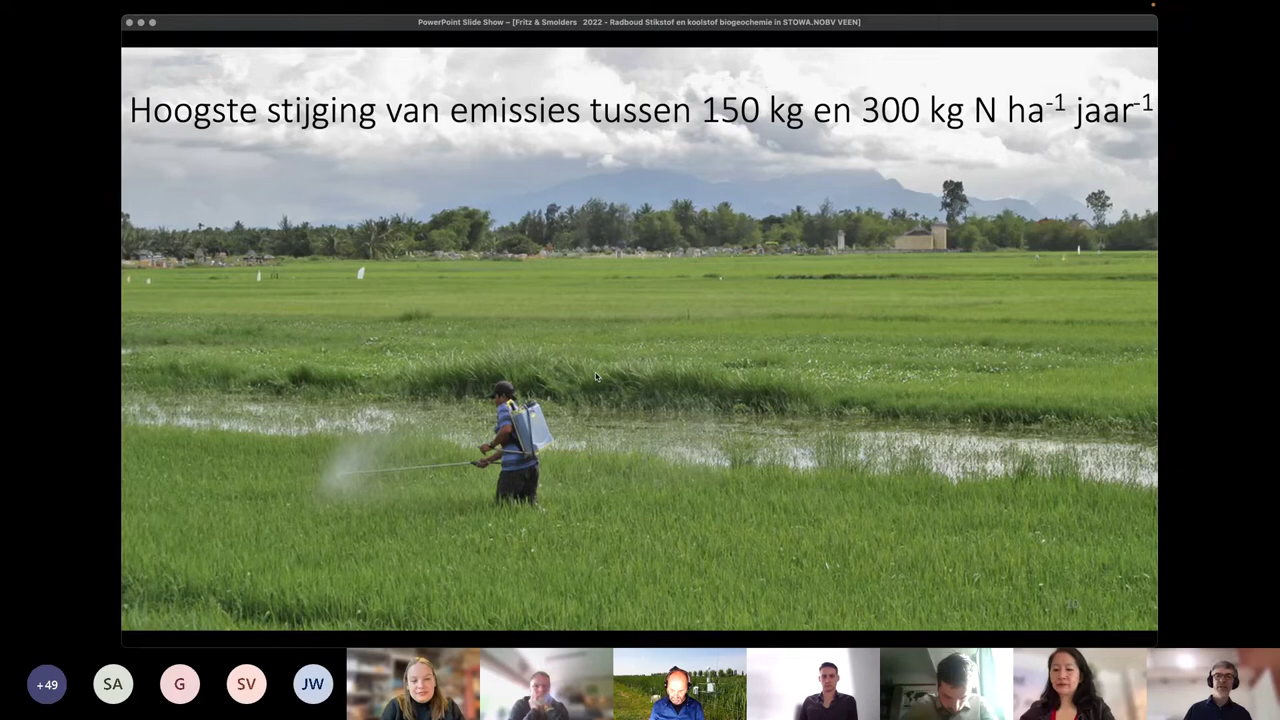 PowerPoint Slide Show – [Fritz & Smolders 2022 - Radboud Stikstof en koolstof biogeochemie in STOWA.NOBV VEEN]
Hoogste stijging van emissies tussen 150 kg en 300 kg N ha-1 jaar-1
10
+49
SA
G
SV
JW